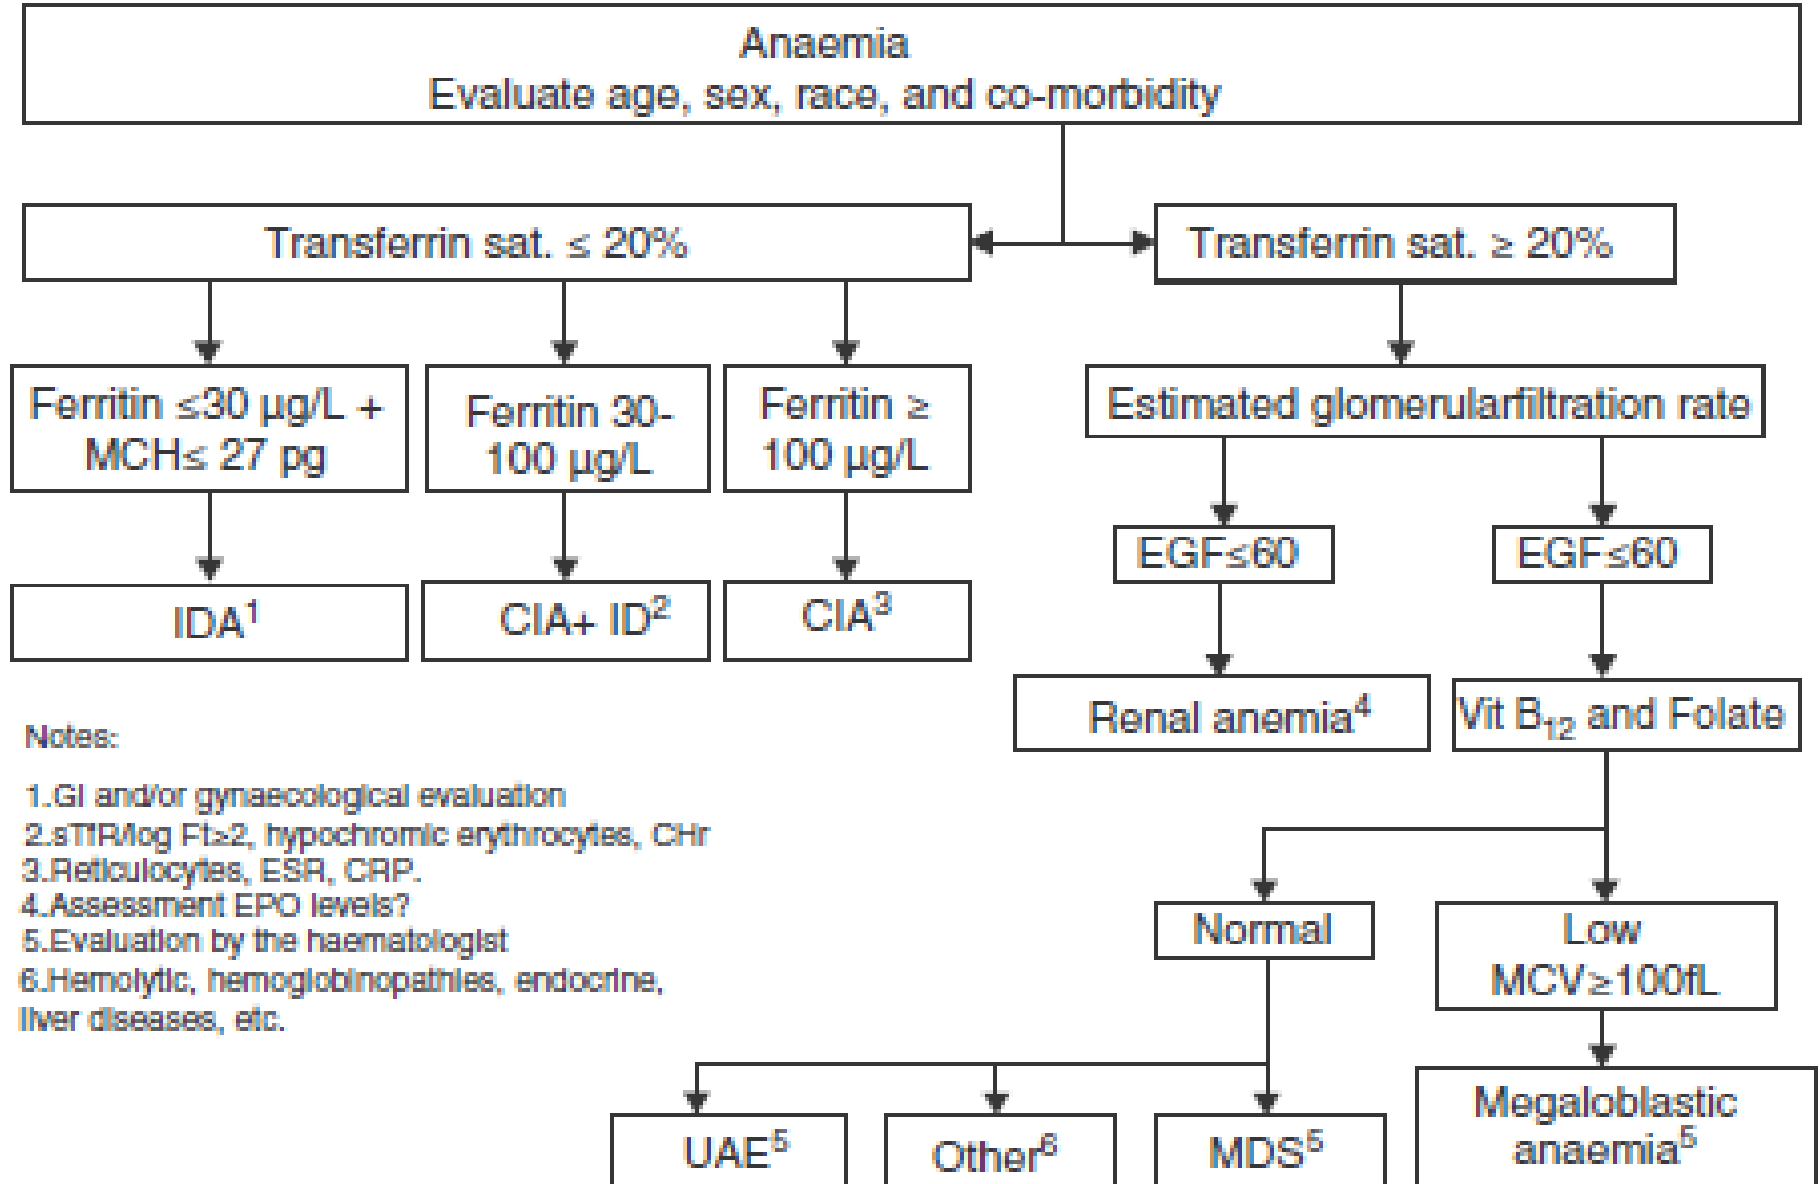 Anaemia
Evaluate age, sex, race, and co-morbidity
Transferrin sat. ≤ 20%
Transferrin sat. ≥ 20%
Ferritin ≤30 µg/L +
MCH≤ 27 pg
Ferritin 30-
100 µg/L
Ferritin ≥
100 µg/L
Estimated glomerularfiltration rate
EGF≤60
EGF≤60
IDA¹
CIA+ ID²
CIA³
Renal anemia⁴
Vit B₁₂ and Folate
Notes:
1.GI and/or gynaecological evaluation
2.sTfR/log Ft≥2, hypochromic erythrocytes, CHr
3.Reticulocytes, ESR, CRP.
4.Assessment EPO levels?
5.Evaluation by the haematologist
6.Hemolytic, hemoglobinopathies, endocrine,
liver diseases, etc.
Normal
Low
MCV≥100fL
UAE⁵
Other⁶
MDS⁵
Megaloblastic
anaemia⁵